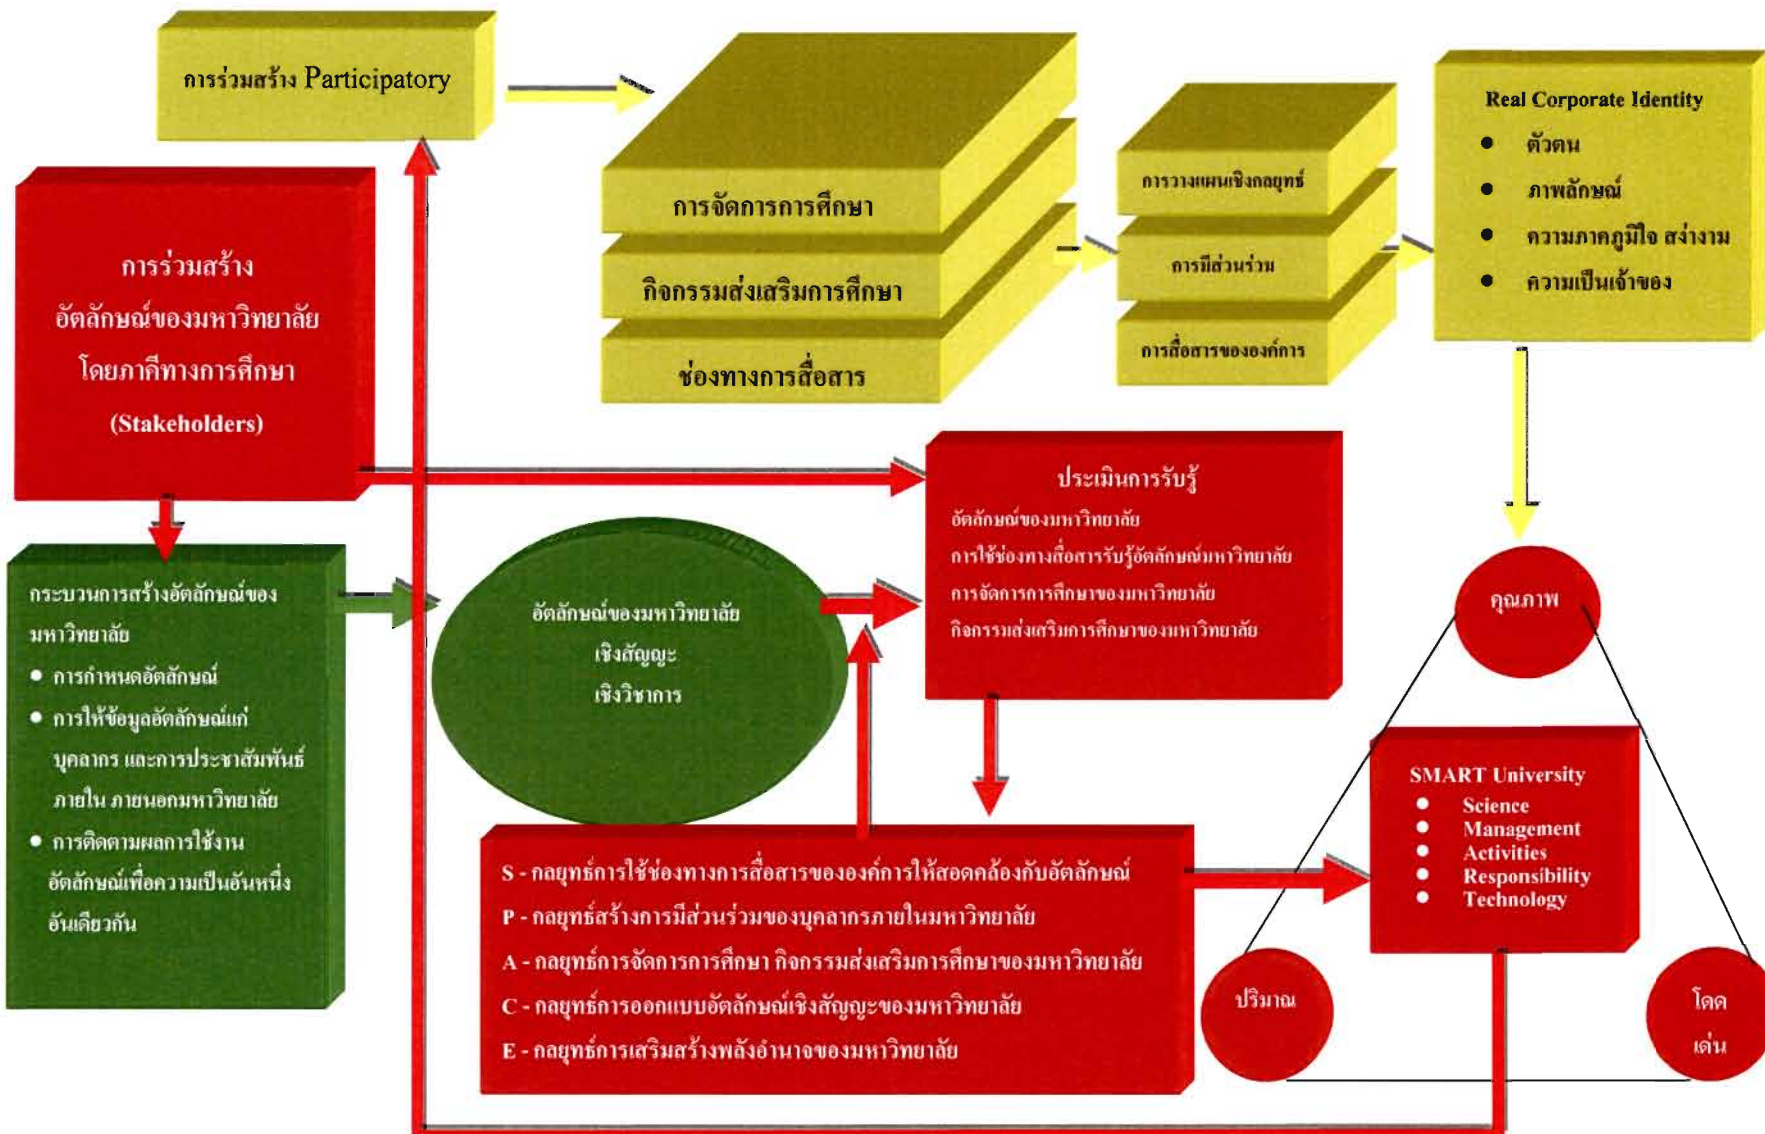 การร่วมสร้าง Participatory
การจัดการการศึกษา
กิจกรรมส่งเสริมการศึกษา
ช่องทางการสื่อสาร
การวางแผนเชิงกลยุทธ์
การมีส่วนร่วม
การสื่อสารขององค์การ
Real Corporate Identity
● ตัวตน
● ภาพลักษณ์
● ความภาคภูมิใจ สง่างาม
● ความเป็นเจ้าของ
การร่วมสร้าง
อัตลักษณ์ของมหาวิทยาลัย
โดยภาคีทางการศึกษา
(Stakeholders)
กระบวนการสร้างอัตลักษณ์ของ
มหาวิทยาลัย
● การกำหนดอัตลักษณ์
● การให้ข้อมูลอัตลักษณ์แก่
บุคลากร และการประชาสัมพันธ์
ภายใน ภายนอกมหาวิทยาลัย
● การติดตามผลการใช้งาน
อัตลักษณ์เพื่อความเป็นอันหนึ่ง
อันเดียวกัน
อัตลักษณ์ของมหาวิทยาลัย
เชิงสัญญะ
เชิงวิชาการ
ประเมินการรับรู้
อัตลักษณ์ของมหาวิทยาลัย
การใช้ช่องทางสื่อสารรับรู้อัตลักษณ์มหาวิทยาลัย
การจัดการการศึกษาของมหาวิทยาลัย
กิจกรรมส่งเสริมการศึกษาของมหาวิทยาลัย
S - กลยุทธ์การใช้ช่องทางการสื่อสารขององค์การให้สอดคล้องกับอัตลักษณ์
P - กลยุทธ์สร้างการมีส่วนร่วมของบุคลากรภายในมหาวิทยาลัย
A - กลยุทธ์การจัดการการศึกษา กิจกรรมส่งเสริมการศึกษาของมหาวิทยาลัย
C - กลยุทธ์การออกแบบอัตลักษณ์เชิงสัญญะของมหาวิทยาลัย
E - กลยุทธ์การเสริมสร้างพลังอำนาจของมหาวิทยาลัย
คุณภาพ
SMART University
● Science
● Management
● Activities
● Responsibility
● Technology
ปริมาณ
โดด
เด่น